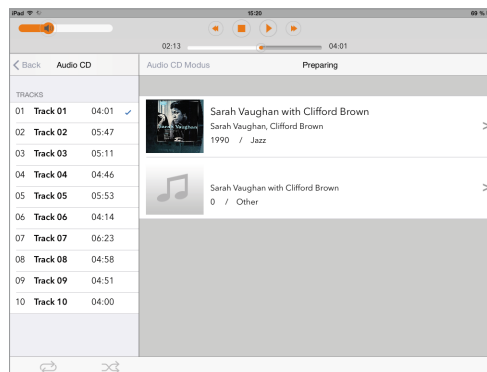 iPad 15:20 69 %
02:13 04:01
Back Audio CD
Audio CD Modus Preparing
TRACKS
01 Track 01 04:01
02 Track 02 05:47
03 Track 03 05:11
04 Track 04 04:46
05 Track 05 05:53
06 Track 06 04:14
07 Track 07 06:23
08 Track 08 04:58
09 Track 09 04:51
10 Track 10 04:00
Sarah Vaughan
Sarah Vaughan with Clifford Brown
Sarah Vaughan, Clifford Brown
1990 / Jazz
Sarah Vaughan with Clifford Brown
0 / Other